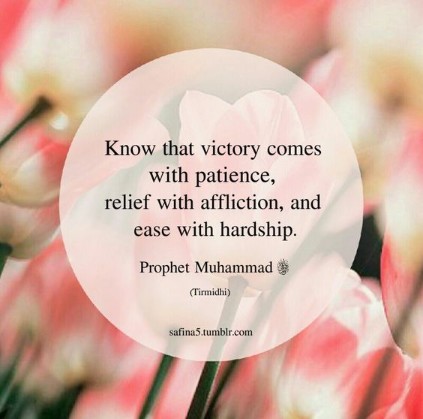 Know that victory comes
with patience,
relief with affliction, and
ease with hardship.
Prophet Muhammad ﷺ
(Tirmidhi)
safina5.tumblr.com